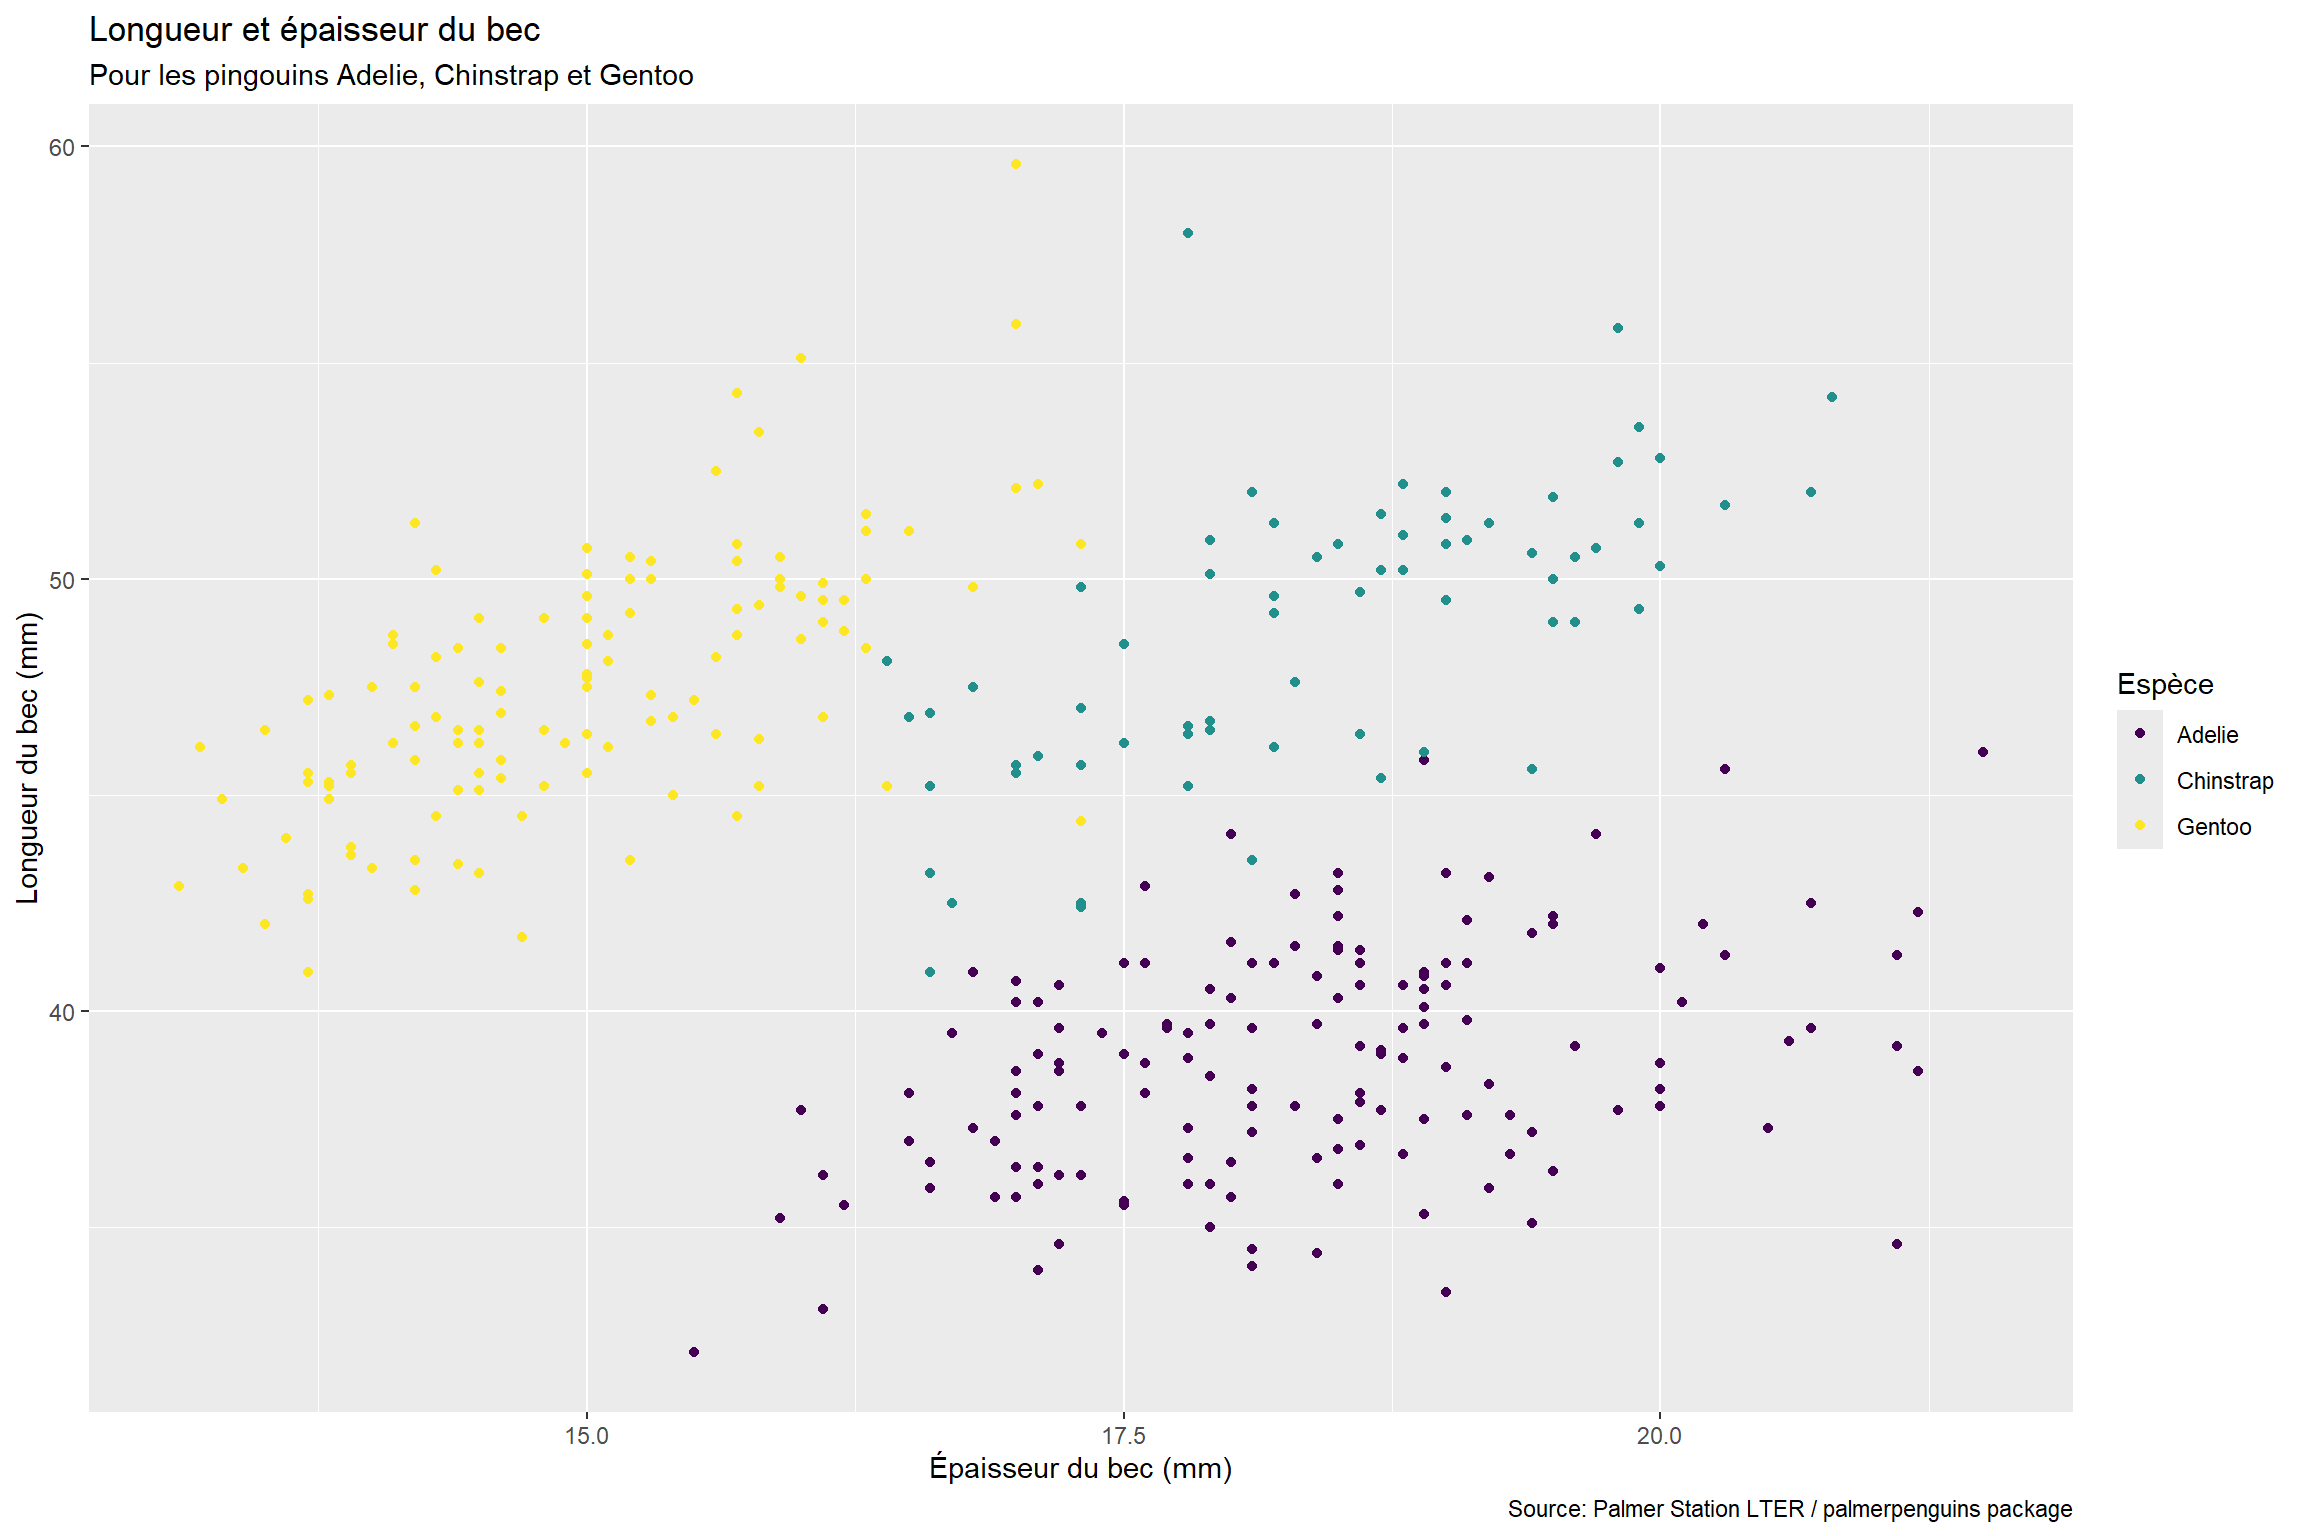 Longueur et épaisseur du bec
Pour les pingouins Adelie, Chinstrap et Gentoo
60
50
40
Longueur du bec (mm)
15.0
17.5
20.0
Épaisseur du bec (mm)
Espèce
Adelie
Chinstrap
Gentoo
Source: Palmer Station LTER / palmerpenguins package